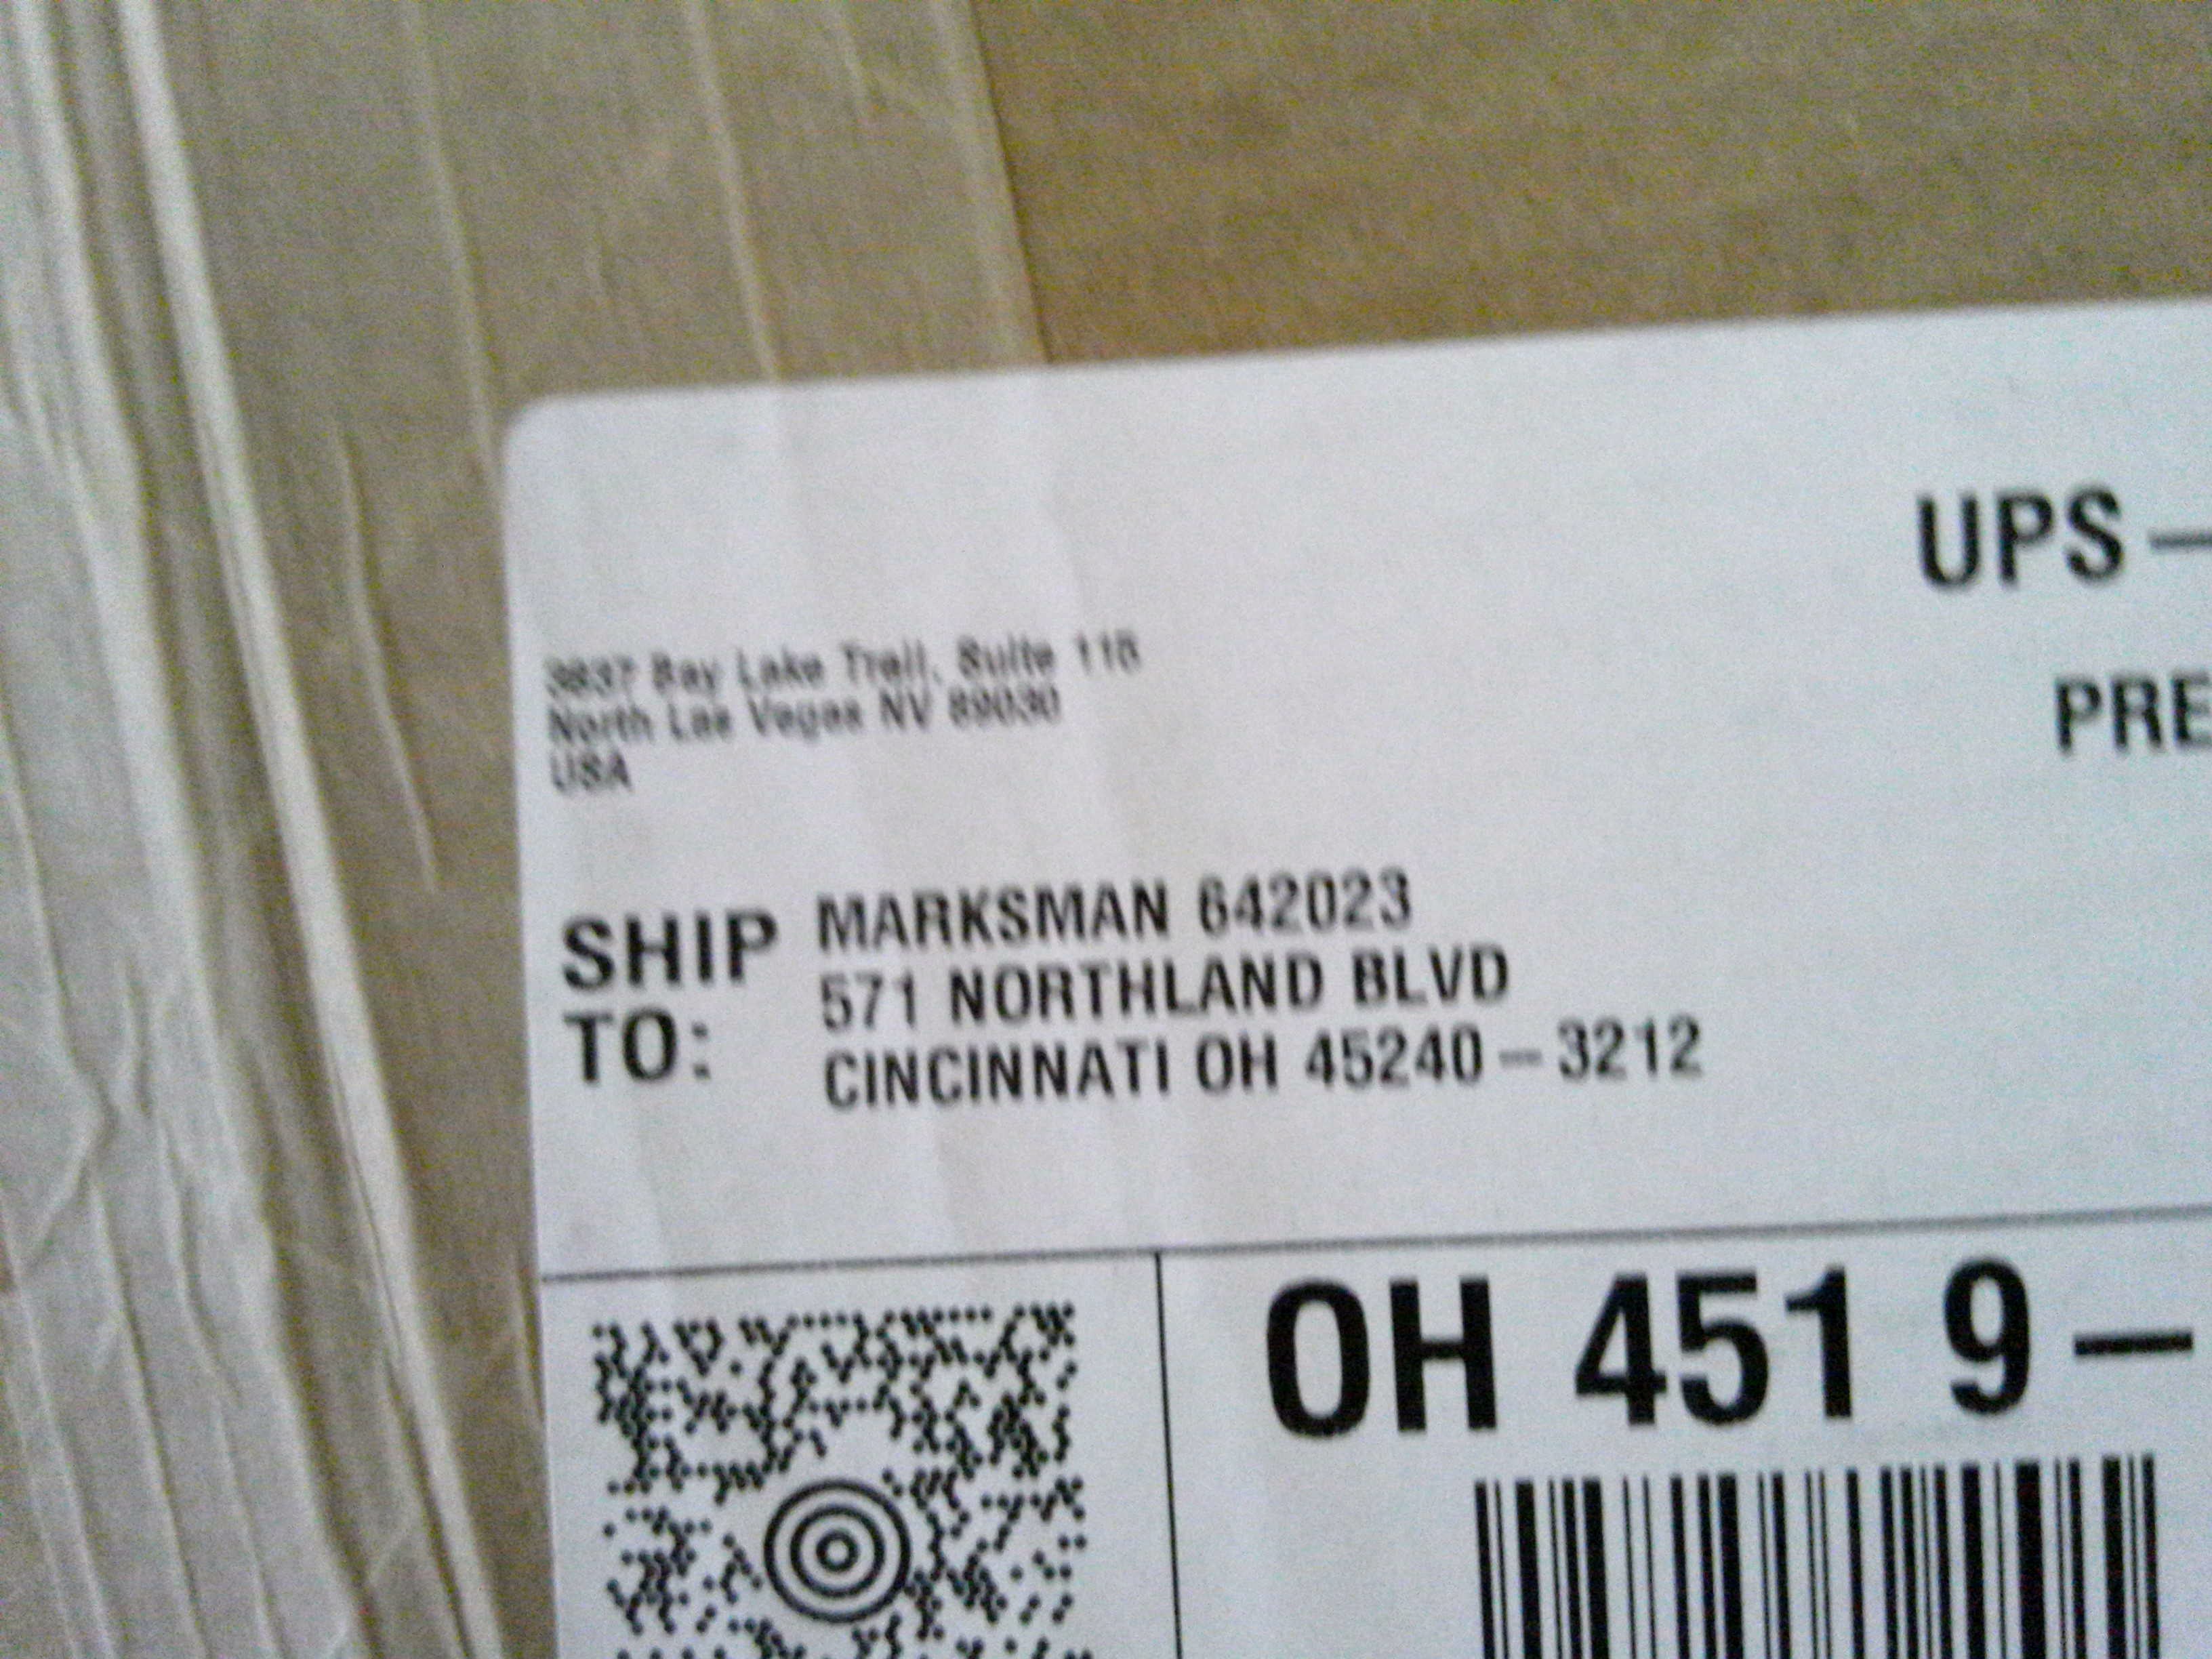 3837 Bay Lake Trail, Suite 115
North Las Vegas NV 89030
USA
UPS –
PRE
SHIP TO:
MARKSMAN 642023
571 NORTHLAND BLVD
CINCINNATI OH 45240 – 3212
OH 451 9 –